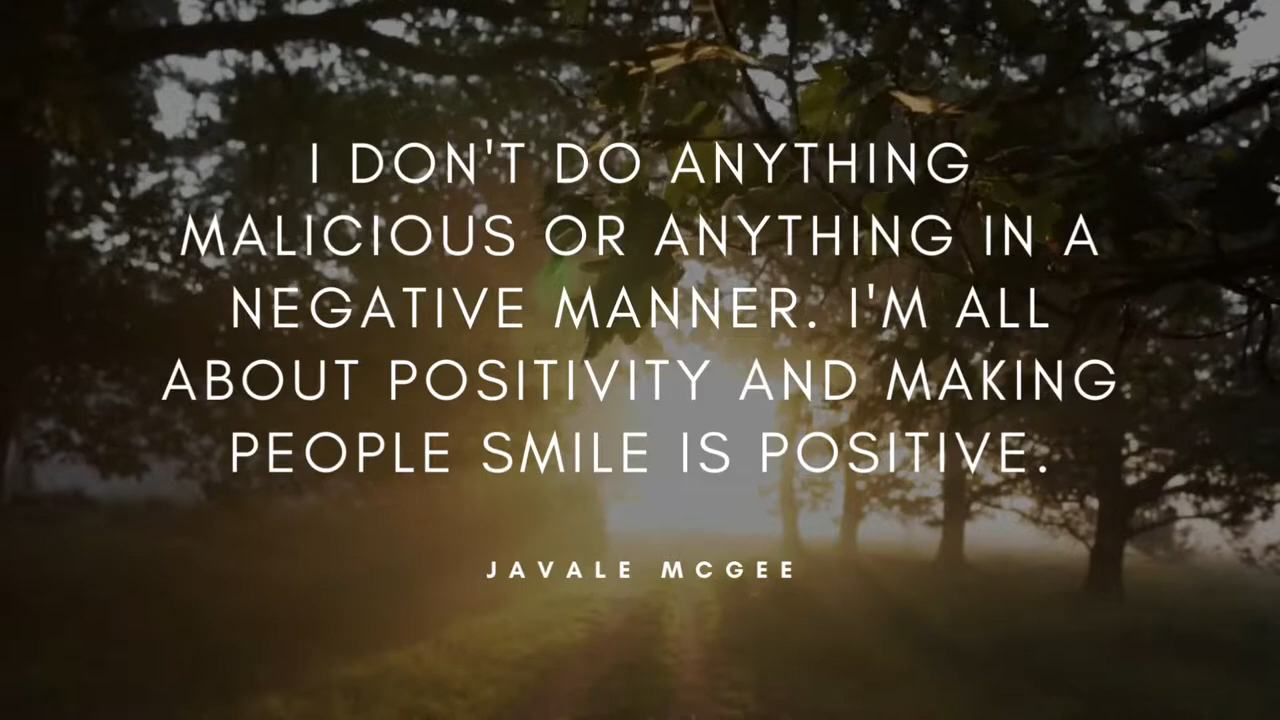 I DON'T DO ANYTHING
MALICIOUS OR ANYTHING IN A
NEGATIVE MANNER. I'M ALL
ABOUT POSITIVITY AND MAKING
PEOPLE SMILE IS POSITIVE.
JAVALE MCGEE